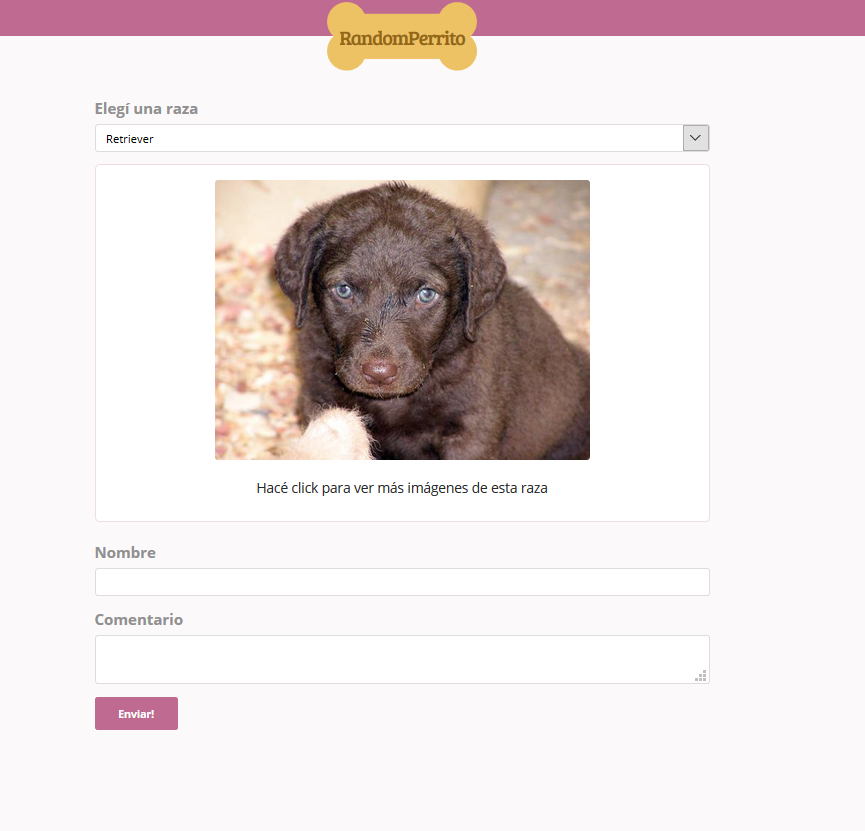 RandomPerrito
Elegí una raza
Retriever
Hacé click para ver más imágenes de esta raza
Nombre
Comentario
Enviar!